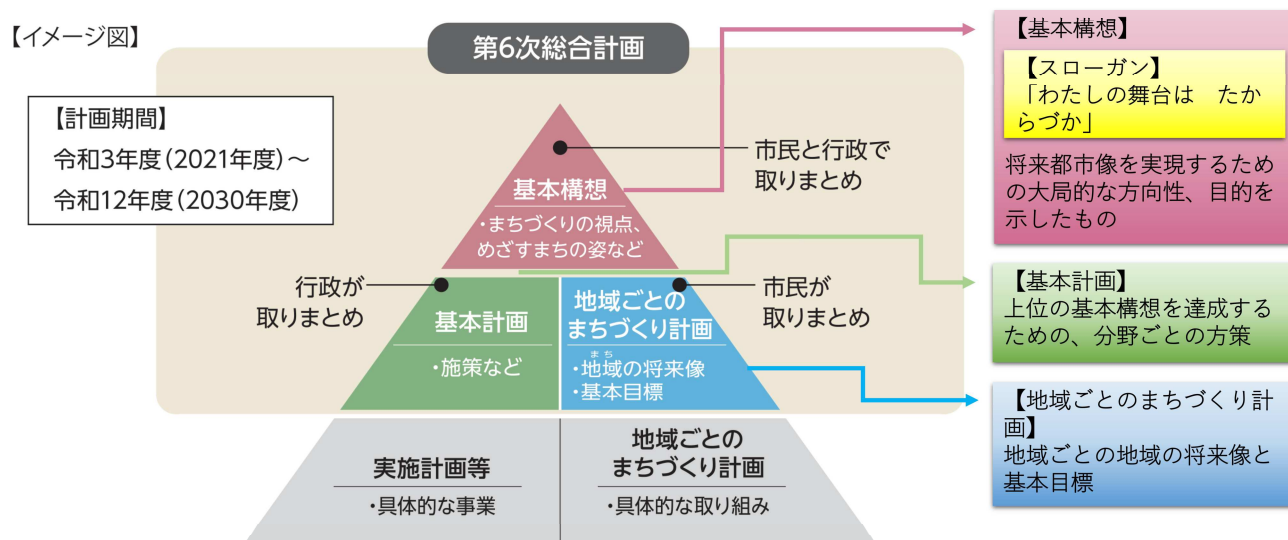 【イメージ図】
第6次総合計画
【計画期間】
令和3年度(2021年度)～
令和12年度(2030年度)
市民と行政で
取りまとめ
基本構想
・まちづくりの視点、
めざすまちの姿など
行政が
取りまとめ
市民が
取りまとめ
基本計画
・施策など
地域ごとの
まちづくり計画
まち
・地域の将来像
・基本目標
実施計画等
・具体的な事業
地域ごとの
まちづくり計画
・具体的な取り組み
【基本構想】
【スローガン】
「わたしの舞台は　たか
らづか」
将来都市像を実現するため
の大局的な方向性、目的を
示したもの
【基本計画】
上位の基本構想を達成する
ための、分野ごとの方策
【地域ごとのまちづくり計
画】
地域ごとの地域の将来像と
基本目標